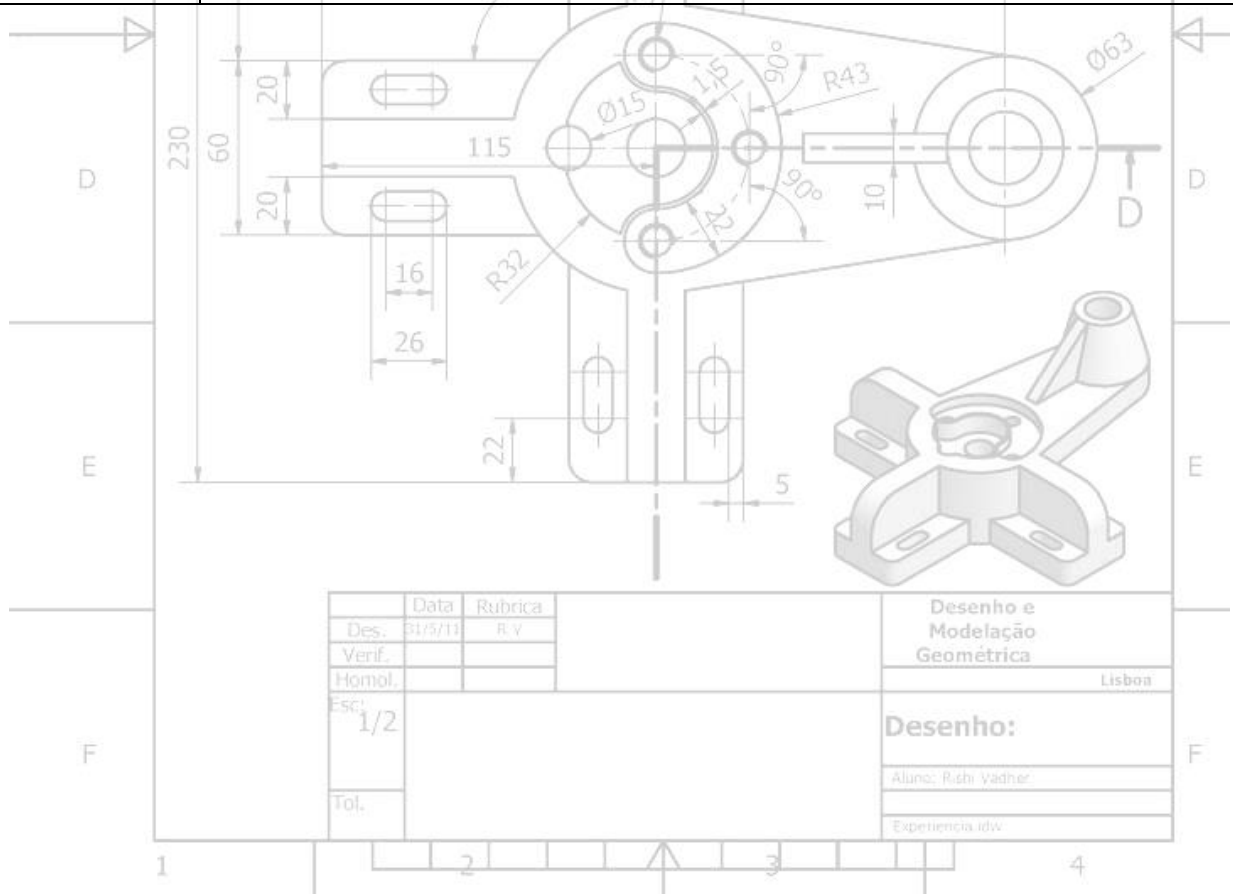 Ø63
90°
R43
1,5
20
Ø15
230
60
115
D
D
20
10
90°
D
22
R32
16
26
22
E
E
5
Data Rubrica
Des. 31/5/11 R V
Verif.
Homol.
Desenho e
Modelação
Geométrica
Lisboa
Esc:
1/2
Desenho:
F
F
Aluno: Rishi Vadher
Tol.
Experiencia.idw
1
2
3
4